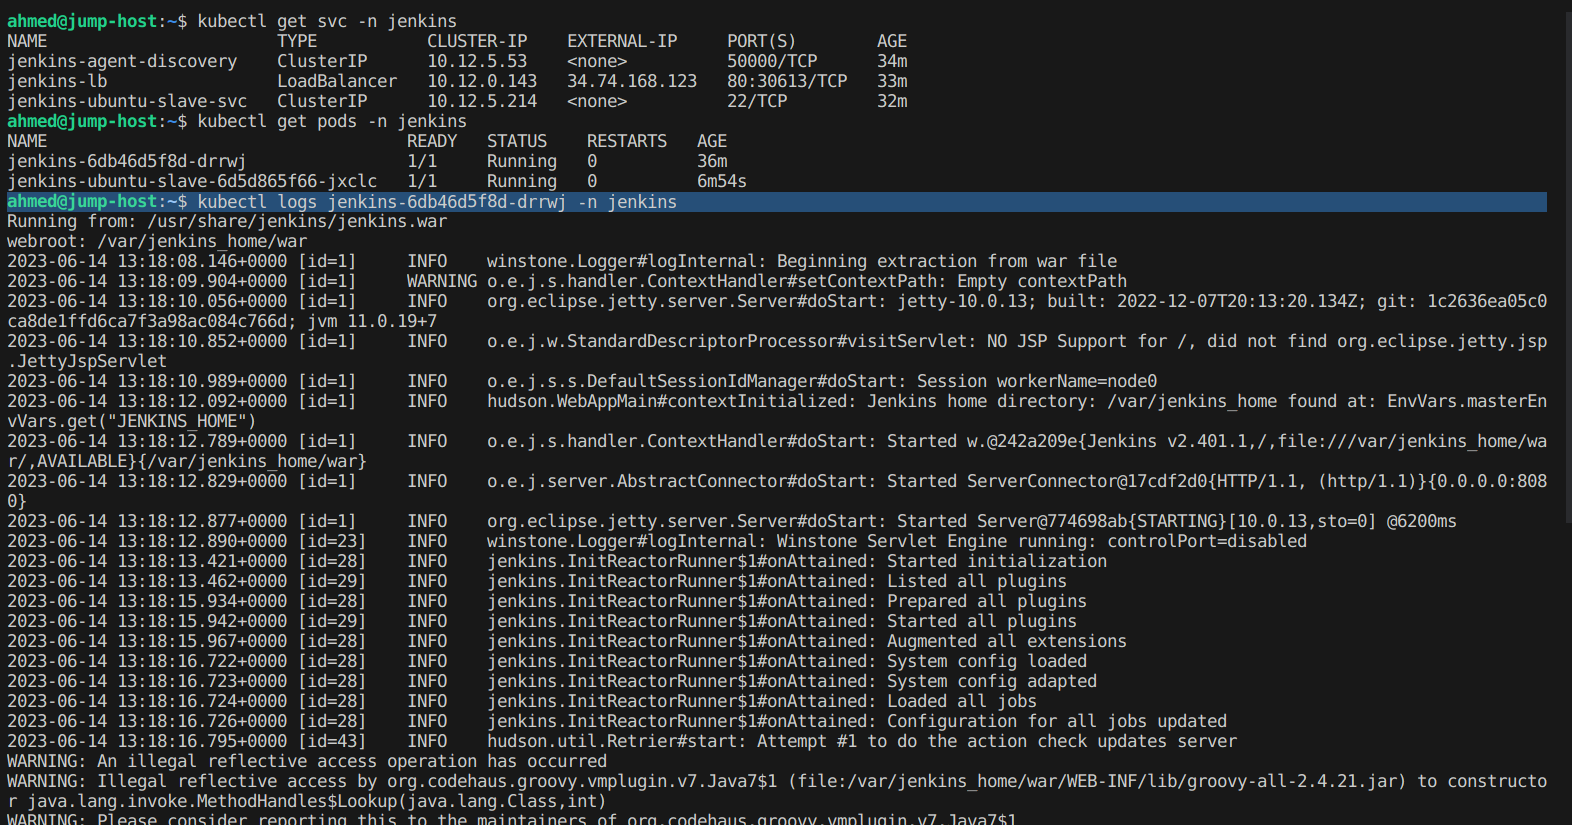 ahmed@jump-host:~$ kubectl get svc -n jenkins
NAME                       TYPE           CLUSTER-IP    EXTERNAL-IP     PORT(S)         AGE
jenkins-agent-discovery    ClusterIP      10.12.5.53    <none>          50000/TCP       34m
jenkins-lb                 LoadBalancer   10.12.0.143   34.74.168.123   80:30613/TCP    33m
jenkins-ubuntu-slave-svc   ClusterIP      10.12.5.214   <none>          22/TCP          32m
ahmed@jump-host:~$ kubectl get pods -n jenkins
NAME                                    READY   STATUS    RESTARTS   AGE
jenkins-6db46d5f8d-drrwj                1/1     Running   0          36m
jenkins-ubuntu-slave-6d5d865f66-jxclc   1/1     Running   0          6m54s
ahmed@jump-host:~$ kubectl logs jenkins-6db46d5f8d-drrwj -n jenkins
Running from: /usr/share/jenkins/jenkins.war
webroot: /var/jenkins_home/war
2023-06-14 13:18:08.146+0000 [id=1]     INFO    winstone.Logger#logInternal: Beginning extraction from war file
2023-06-14 13:18:09.904+0000 [id=1]     WARNING o.e.j.s.handler.ContextHandler#setContextPath: Empty contextPath
2023-06-14 13:18:10.056+0000 [id=1]     INFO    org.eclipse.jetty.server.Server#doStart: jetty-10.0.13; built: 2022-12-07T20:13:20.134Z; git: 1c2636ea05c0
ca8de1ffd6ca7f3a98ac084c766d; jvm 11.0.19+7
2023-06-14 13:18:10.852+0000 [id=1]     INFO    o.e.j.w.StandardDescriptorProcessor#visitServlet: NO JSP Support for /, did not find org.eclipse.jetty.jsp
.JettyJspServlet
2023-06-14 13:18:10.989+0000 [id=1]     INFO    o.e.j.s.s.DefaultSessionIdManager#doStart: Session workerName=node0
2023-06-14 13:18:12.092+0000 [id=1]     INFO    hudson.WebAppMain#contextInitialized: Jenkins home directory: /var/jenkins_home found at: EnvVars.masterEn
vVars.get("JENKINS_HOME")
2023-06-14 13:18:12.789+0000 [id=1]     INFO    o.e.j.s.handler.ContextHandler#doStart: Started w.@242a209e{Jenkins v2.401.1,/,file:///var/jenkins_home/wa
r/,AVAILABLE}{/var/jenkins_home/war}
2023-06-14 13:18:12.829+0000 [id=1]     INFO    o.e.j.server.AbstractConnector#doStart: Started ServerConnector@17cdf2d0{HTTP/1.1, (http/1.1)}{0.0.0.0:808
0}
2023-06-14 13:18:12.877+0000 [id=1]     INFO    org.eclipse.jetty.server.Server#doStart: Started Server@774698ab{STARTING}[10.0.13,sto=0] @6200ms
2023-06-14 13:18:12.890+0000 [id=23]    INFO    winstone.Logger#logInternal: Winstone Servlet Engine running: controlPort=disabled
2023-06-14 13:18:13.421+0000 [id=28]    INFO    jenkins.InitReactorRunner$1#onAttained: Started initialization
2023-06-14 13:18:13.462+0000 [id=29]    INFO    jenkins.InitReactorRunner$1#onAttained: Listed all plugins
2023-06-14 13:18:15.934+0000 [id=28]    INFO    jenkins.InitReactorRunner$1#onAttained: Prepared all plugins
2023-06-14 13:18:15.942+0000 [id=29]    INFO    jenkins.InitReactorRunner$1#onAttained: Started all plugins
2023-06-14 13:18:15.967+0000 [id=28]    INFO    jenkins.InitReactorRunner$1#onAttained: Augmented all extensions
2023-06-14 13:18:16.722+0000 [id=28]    INFO    jenkins.InitReactorRunner$1#onAttained: System config loaded
2023-06-14 13:18:16.723+0000 [id=28]    INFO    jenkins.InitReactorRunner$1#onAttained: System config adapted
2023-06-14 13:18:16.724+0000 [id=28]    INFO    jenkins.InitReactorRunner$1#onAttained: Loaded all jobs
2023-06-14 13:18:16.726+0000 [id=28]    INFO    jenkins.InitReactorRunner$1#onAttained: Configuration for all jobs updated
2023-06-14 13:18:16.795+0000 [id=43]    INFO    hudson.util.Retrier#start: Attempt #1 to do the action check updates server
WARNING: An illegal reflective access operation has occurred
WARNING: Illegal reflective access by org.codehaus.groovy.vmplugin.v7.Java7$1 (file:/var/jenkins_home/war/WEB-INF/lib/groovy-all-2.4.21.jar) to constructo
r java.lang.invoke.MethodHandles$Lookup(java.lang.Class,int)
WARNING: Please consider reporting this to the maintainers of org.codehaus.groovy.vmplugin.v7.Java7$1